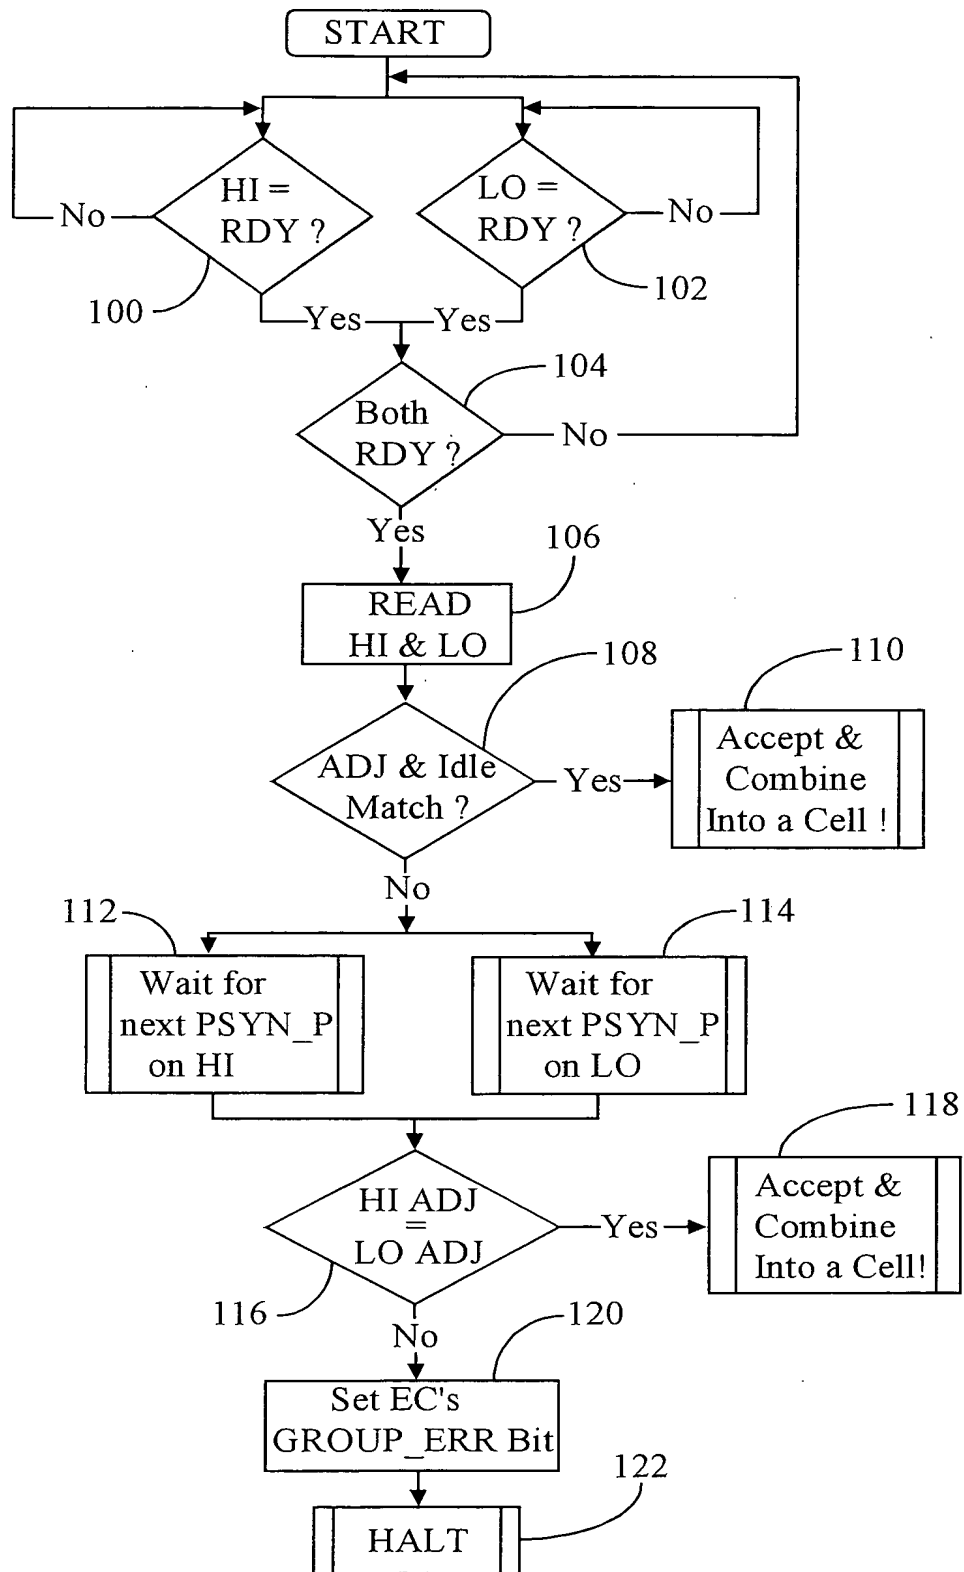 START
HI =
RDY ?
No
100
LO =
RDY ?
No
102
Yes
Yes
Both
RDY ?
104
No
Yes
READ
HI & LO
106
ADJ & Idle
Match ?
108
Yes
110
Accept &
Combine
Into a Cell !
No
112
Wait for
next PSYN_P
on HI
114
Wait for
next PSYN_P
on LO
HI ADJ
=
LO ADJ
116
Yes
118
Accept &
Combine
Into a Cell!
No
120
Set EC's
GROUP_ERR Bit
122
HALT